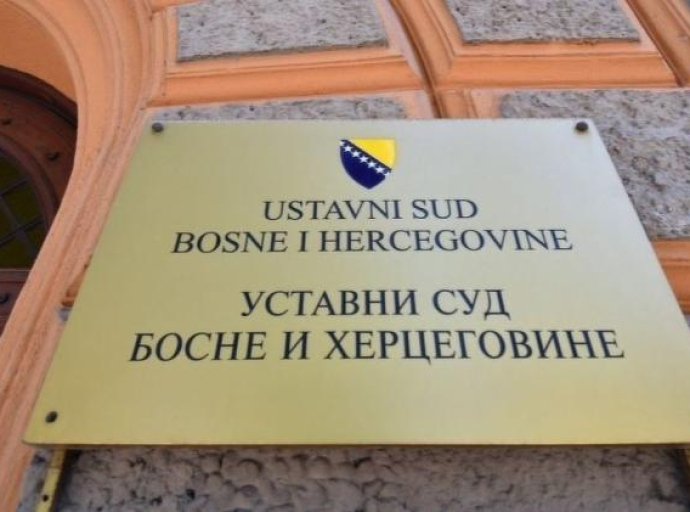 USTAVNI SUD
BOSNE I HERCEGOVINE
УСТАВНИ СУД
БОСНЕ И ХЕРЦЕГОВИНЕ